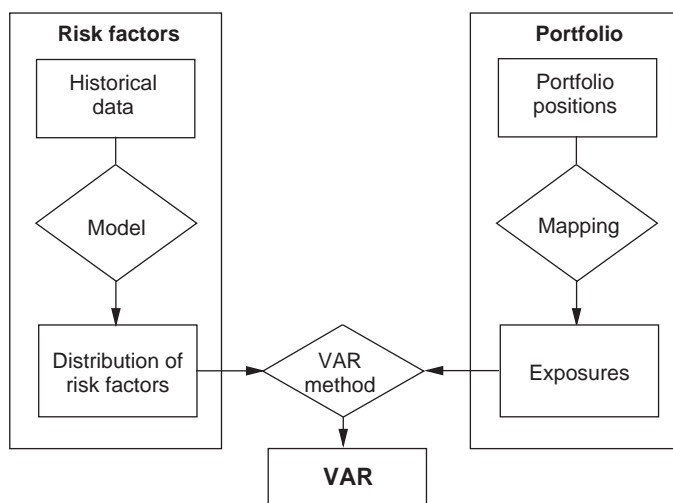 Risk factors
Historical
data
Model
Distribution of
risk factors
Portfolio
Portfolio
positions
Mapping
Exposures
VAR
method
VAR